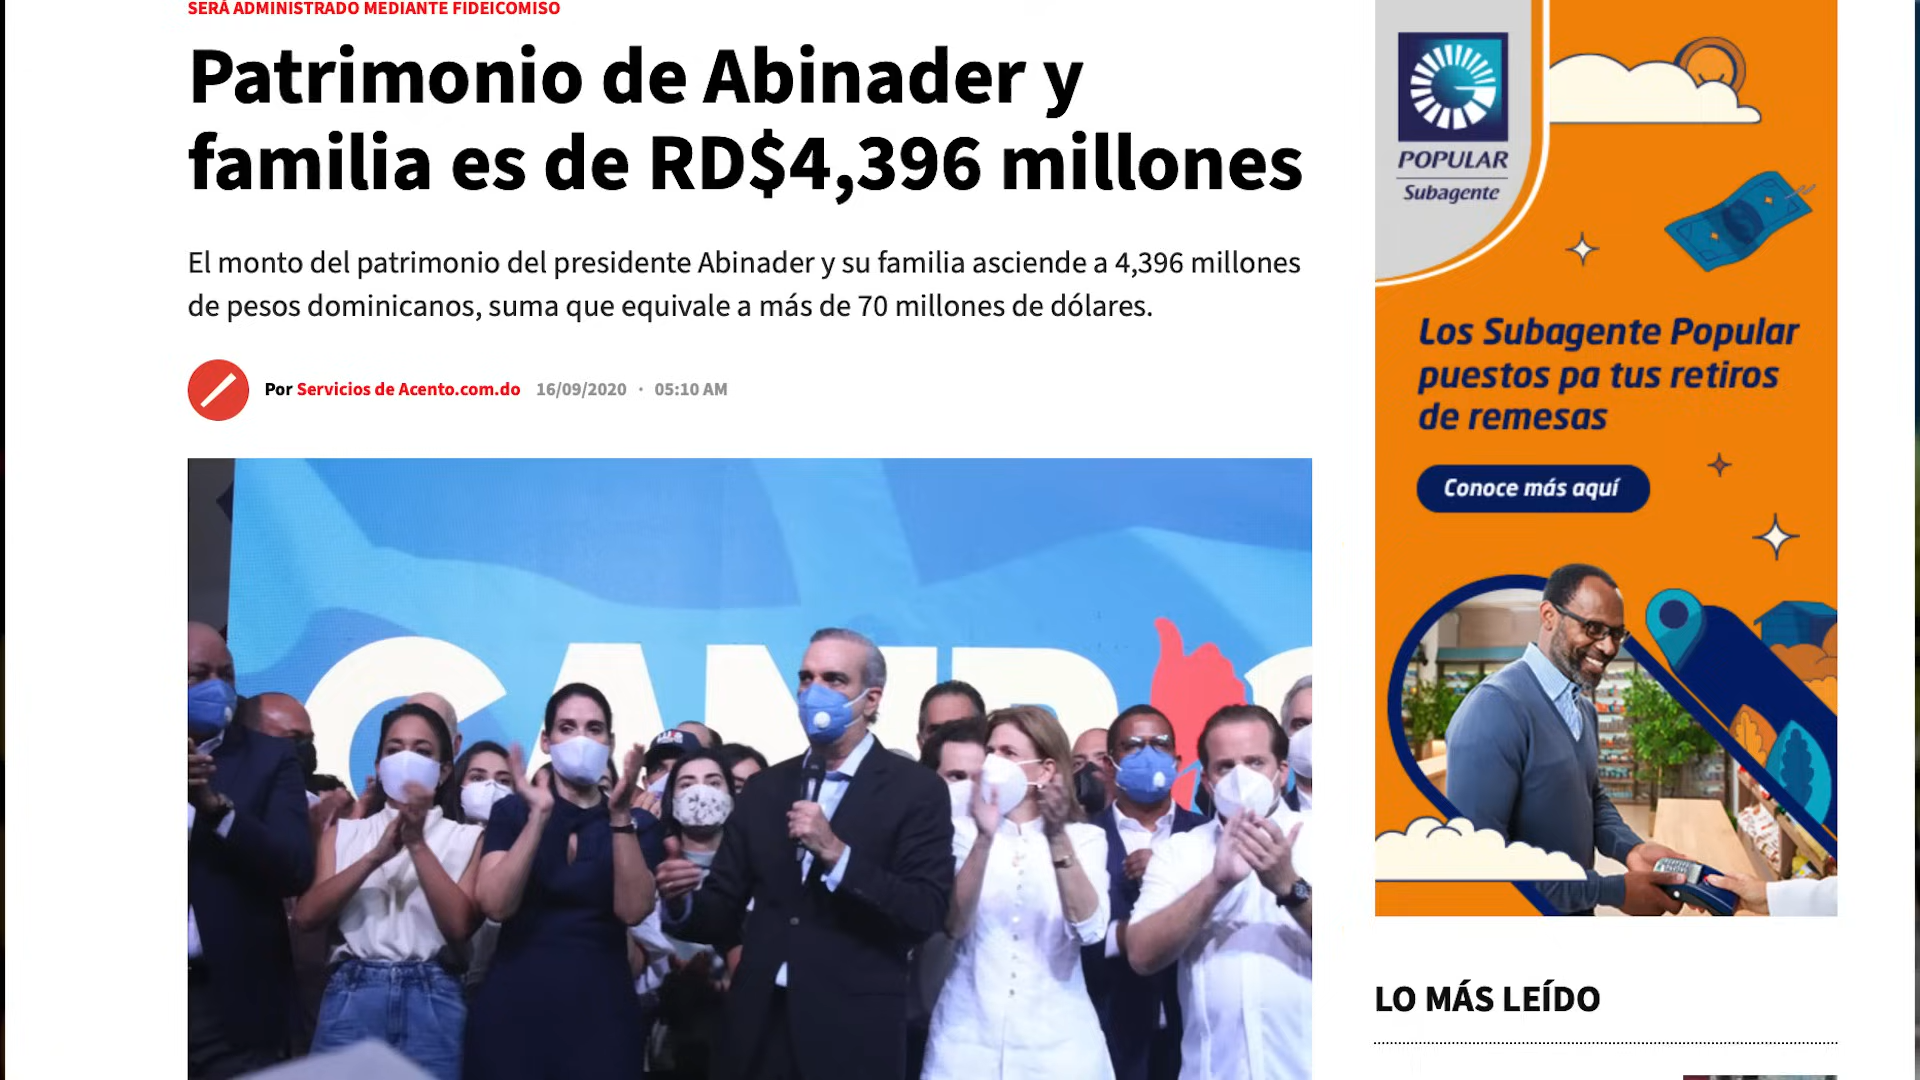 SERÁ ADMINISTRADO MEDIANTE FIDEICOMISO
Patrimonio de Abinader y
familia es de RD$4,396 millones
El monto del patrimonio del presidente Abinader y su familia asciende a 4,396 millones
de pesos dominicanos, suma que equivale a más de 70 millones de dólares.
Por Servicios de Acento.com.do 16/09/2020 · 05:10 AM
POPULAR
Subagente
Los Subagente Popular
puestos pa tus retiros
de remesas
Conoce más aquí
LO MÁS LEÍDO